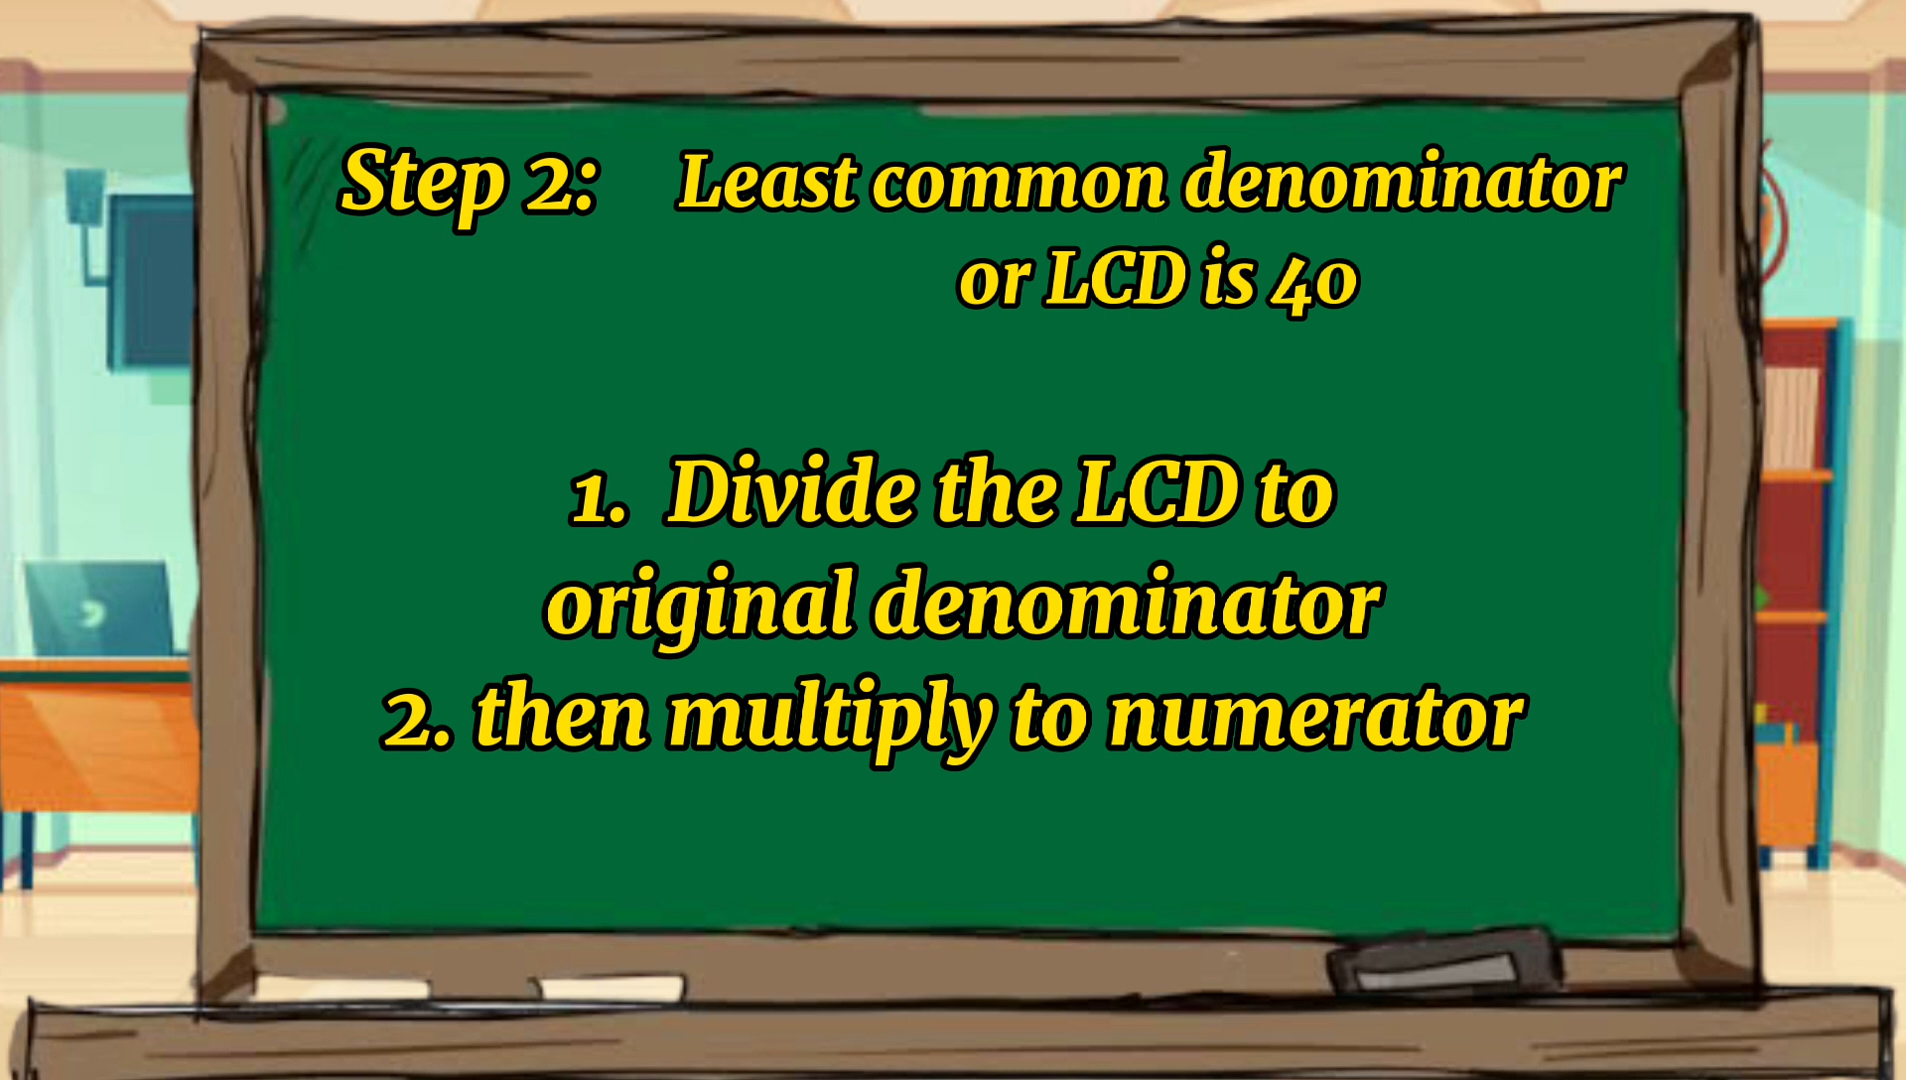 Step 2: Least common denominator
or LCD is 40
1. Divide the LCD to
original denominator
2. then multiply to numerator